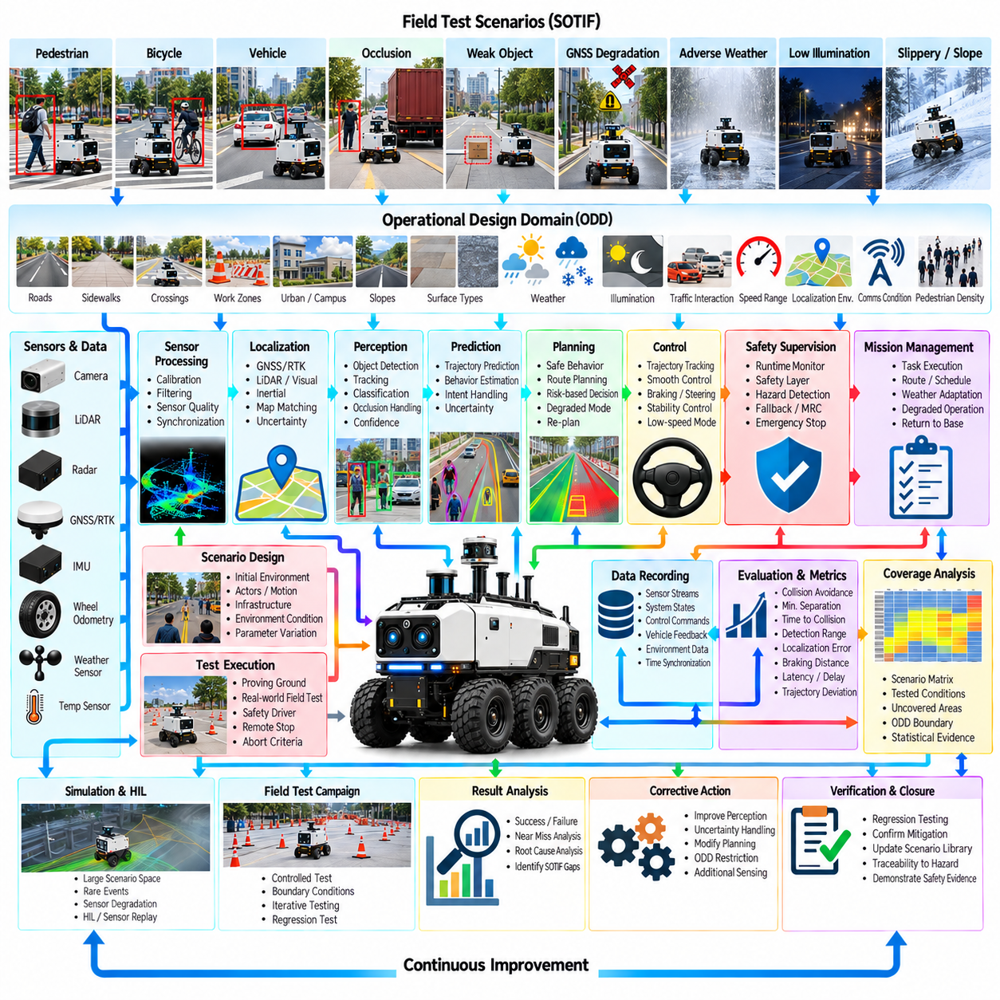 Field Test Scenarios (SOTIF)
Pedestrian
Bicycle
Vehicle
Occlusion
Weak Object
GNSS Degradation
Adverse Weather
Low Illumination
Slippery / Slope
Operational Design Domain (ODD)
Roads
Sidewalks
Crossings
Work Zones
Urban / Campus
Slopes
Surface Types
Weather
Illumination
Traffic Interaction
Speed Range
Localization Env.
Comms Condition
Pedestrian Density
Sensors & Data
Camera
LiDAR
Radar
GNSS/RTK
IMU
Wheel
Odometry
Weather
Sensor
Temp Sensor
Sensor
Processing
• Calibration
• Filtering
• Sensor Quality
• Synchronization
Localization
• GNSS/RTK
• LiDAR / Visual
• Inertial
• Map Matching
• Uncertainty
Perception
• Object Detection
• Tracking
• Classification
• Occlusion Handling
• Confidence
Prediction
• Trajectory Prediction
• Behavior Estimation
• Intent Handling
• Uncertainty
Planning
• Safe Behavior
• Route Planning
• Risk-based Decision
• Degraded Mode
• Re-plan
Control
• Trajectory Tracking
• Smooth Control
• Braking / Steering
• Stability Control
• Low-speed Mode
Safety Supervision
• Runtime Monitor
• Safety Layer
• Hazard Detection
• Fallback / MRC
• Emergency Stop
Mission Management
• Task Execution
• Route / Schedule
• Weather Adaptation
• Degraded Operation
• Return to Base
Scenario Design
• Initial Environment
• Actors / Motion
• Infrastructure
• Environment Condition
• Parameter Variation
Test Execution
• Proving Ground
• Real-world Field Test
• Safety Driver
• Remote Stop
• Abort Criteria
Data Recording
• Sensor Streams
• System States
• Control Commands
• Vehicle Feedback
• Environment Data
• Time Synchronization
Evaluation & Metrics
• Collision Avoidance
• Min. Separation
• Time to Collision
• Detection Range
• Localization Error
• Braking Distance
• Latency / Delay
• Trajectory Deviation
Coverage Analysis
• Scenario Matrix
• Tested Conditions
• Uncovered Areas
• ODD Boundary
• Statistical Evidence
Simulation & HIL
• Large Scenario Space
• Rare Events
• Sensor Degradation
• HIL / Sensor Replay
Field Test Campaign
• Controlled Test
• Boundary Conditions
• Iterative Testing
• Regression Test
Result Analysis
• Success / Failure
• Near Miss Analysis
• Root Cause Analysis
• Identify SOTIF Gaps
Corrective Action
• Improve Perception
• Uncertainty Handling
• Modify Planning
• ODD Restriction
• Additional Sensing
Verification & Closure
• Regression Testing
• Confirm Mitigation
• Update Scenario Library
• Traceability to Hazard
• Demonstrate Safety Evidence
Continuous Improvement